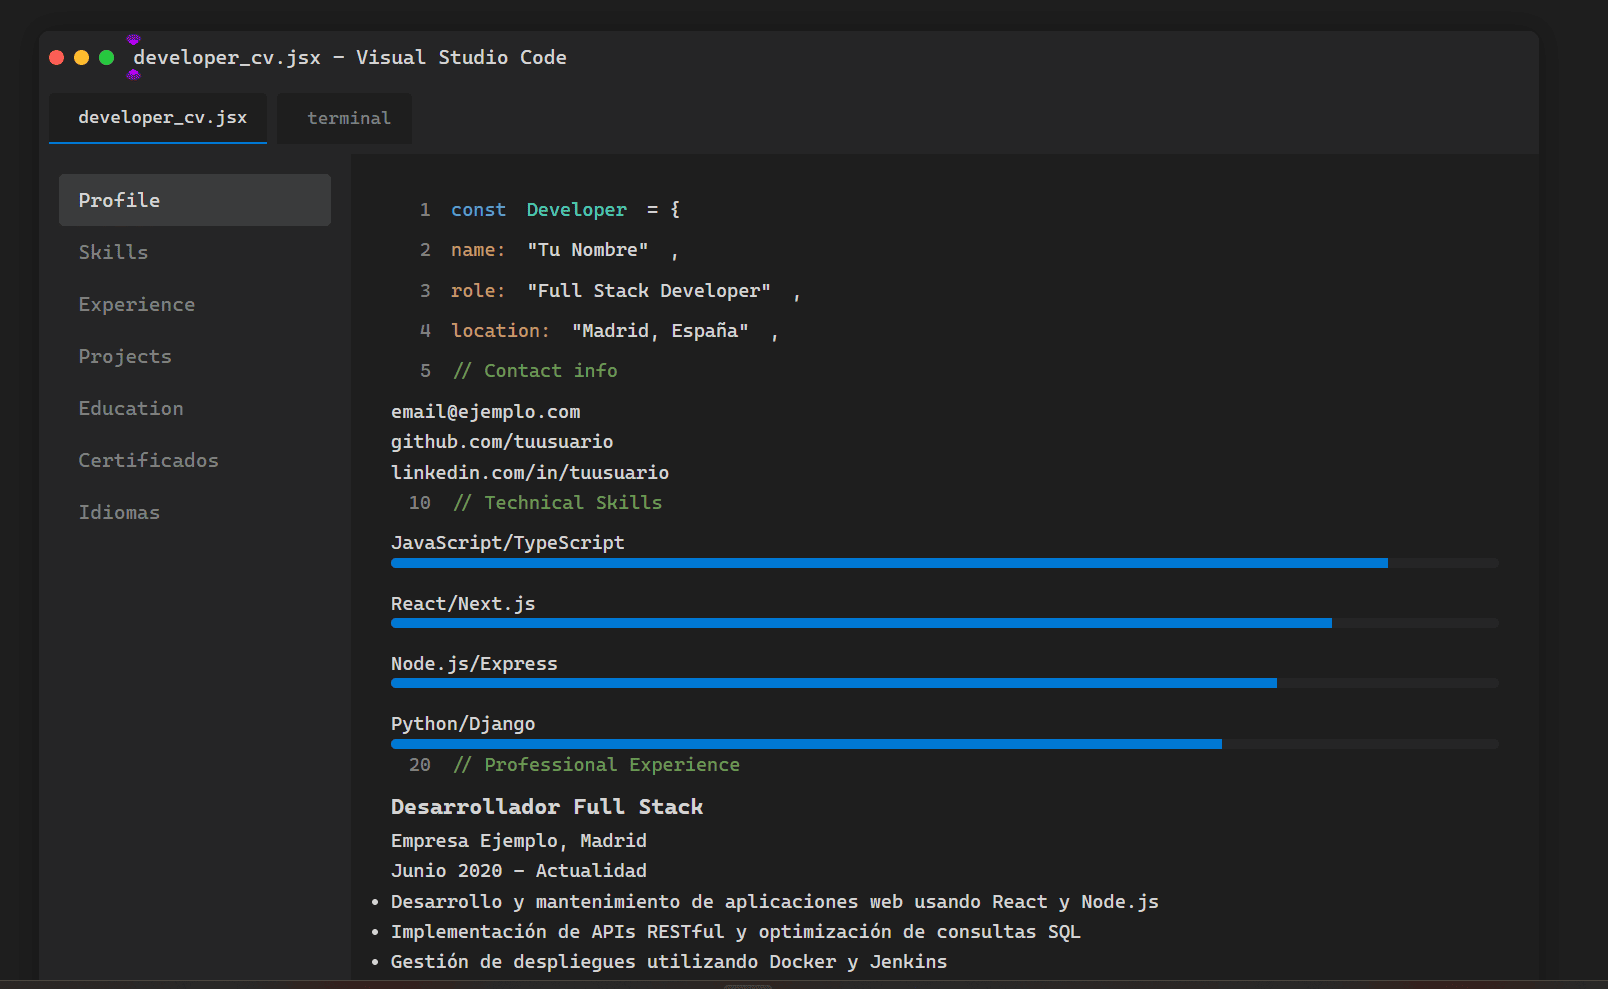 developer_cv.jsx - Visual Studio Code
developer_cv.jsx
terminal
Profile
Skills
Experience
Projects
Education
Certificados
Idiomas
1 const Developer = {
2 name: "Tu Nombre" ,
3 role: "Full Stack Developer" ,
4 location: "Madrid, España" ,
5 // Contact info
email@ejemplo.com
github.com/tuusuario
linkedin.com/in/tuusuario
10 // Technical Skills
JavaScript/TypeScript
React/Next.js
Node.js/Express
Python/Django
20 // Professional Experience
Desarrollador Full Stack
Empresa Ejemplo, Madrid
Junio 2020 - Actualidad
• Desarrollo y mantenimiento de aplicaciones web usando React y Node.js
• Implementación de APIs RESTful y optimización de consultas SQL
• Gestión de despliegues utilizando Docker y Jenkins